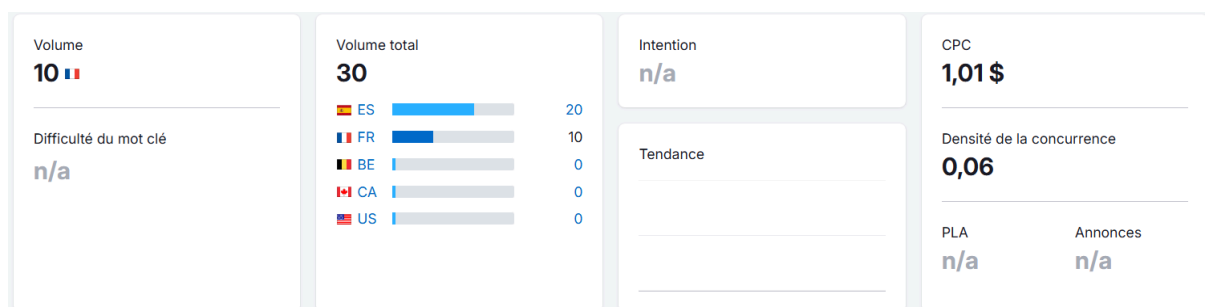 Volume
10
Difficulté du mot clé
n/a
Volume total
30
ES 20
FR 10
BE 0
CA 0
US 0
Intention
n/a
Tendance
CPC
1,01 $
Densité de la concurrence
0,06
PLA
n/a
Annonces
n/a